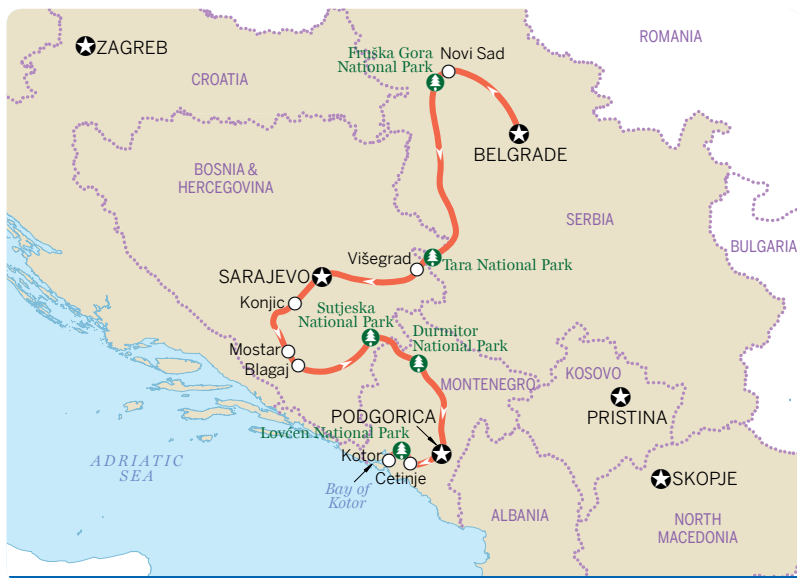 ROMANIA
ZAGREB
Fruška Gora
National Park
Novi Sad
CROATIA
BELGRADE
BOSNIA &
HERCEGOVINA
SERBIA
BULGARIA
Višegrad
Tara National Park
SARAJEVO
Konjic
Sutjeska
National Park
Durmitor
National Park
Mostar
Blagaj
MONTENEGRO
KOSOVO
PRISTINA
PODGORICA
Lovćen National Park
Kotor
Cetinje
ADRIATIC
SEA
Bay of
Kotor
SKOPJE
ALBANIA
NORTH
MACEDONIA